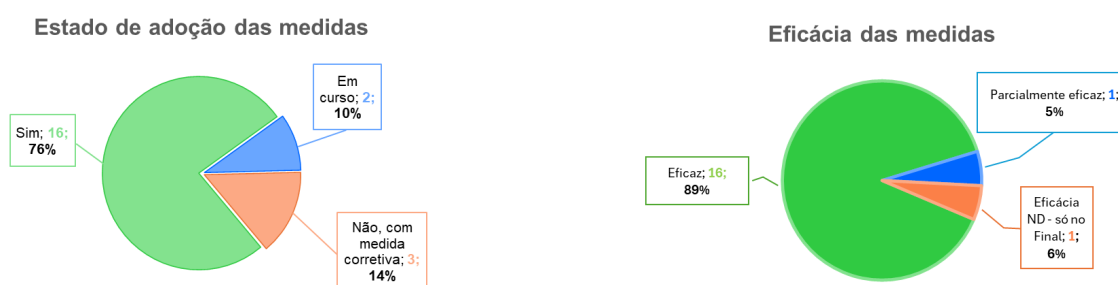 Estado de adoção das medidas
Em
curso; 2;
10%
Sim; 16;
76%
Não, com
medida
corretiva; 3;
14%
Eficácia das medidas
Parcialmente eficaz; 1;
5%
Eficaz; 16;
89%
Eficácia
ND - só no
Final; 1;
6%